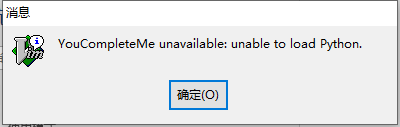 消息
YouCompleteMe unavailable: unable to load Python.
确定(O)